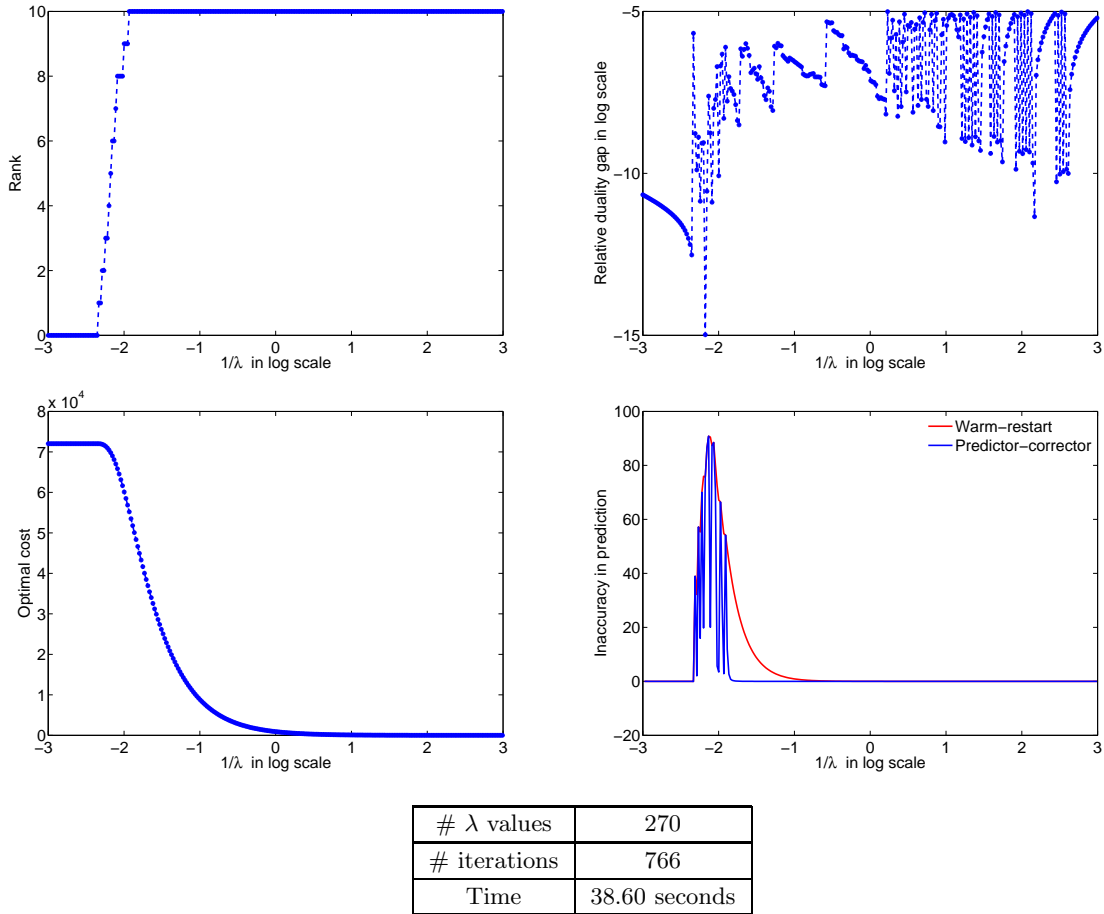 10
8
6
4
2
0
Rank
−3 −2 −1 0 1 2 3
1/λ in log scale
−5
−10
−15
Relative duality gap in log scale
−3 −2 −1 0 1 2 3
1/λ in log scale
x 10^4
8
7
6
5
4
3
2
1
0
Optimal cost
−3 −2 −1 0 1 2 3
1/λ in log scale
100
80
60
40
20
0
−20
Inaccuracy in prediction
Warm−restart
Predictor−corrector
−3 −2 −1 0 1 2 3
1/λ in log scale
# λ values 270
# iterations 766
Time 38.60 seconds